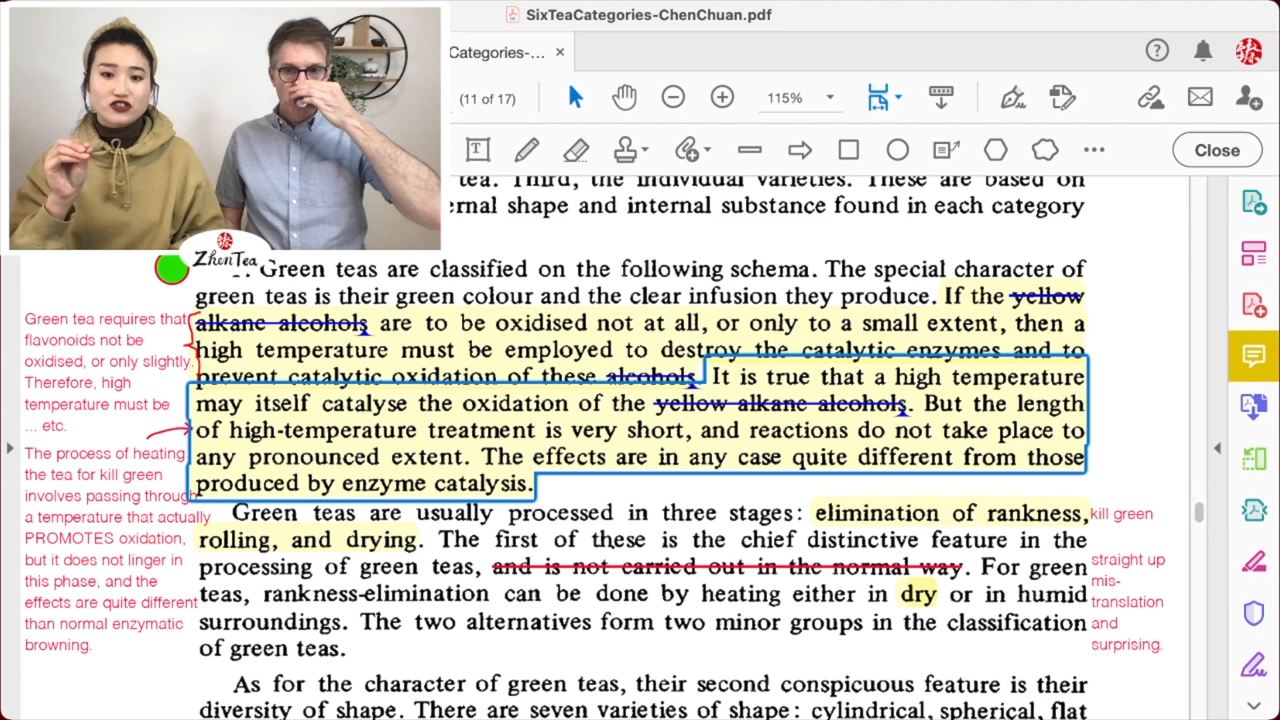 SixTeaCategories-ChenChuan.pdf
Categories-... ×
(11 of 17)
115%
Close
tea. Third, the individual varieties. These are based on
ernal shape and internal substance found in each category
ZhenTea
Green teas are classified on the following schema. The special character of
green teas is their green colour and the clear infusion they produce. If the yellow
alkane alcohols are to be oxidised not at all, or only to a small extent, then a
high temperature must be employed to destroy the catalytic enzymes and to
prevent catalytic oxidation of these alcohols. It is true that a high temperature
may itself catalyse the oxidation of the yellow alkane alcohols. But the length
of high-temperature treatment is very short, and reactions do not take place to
any pronounced extent. The effects are in any case quite different from those
produced by enzyme catalysis.
Green teas are usually processed in three stages: elimination of rankness,
rolling, and drying. The first of these is the chief distinctive feature in the
processing of green teas, and is not carried out in the normal way. For green
teas, rankness-elimination can be done by heating either in dry or in humid
surroundings. The two alternatives form two minor groups in the classification
of green teas.
As for the character of green teas, their second conspicuous feature is their
diversity of shape. There are seven varieties of shape: cylindrical, spherical, flat
Green tea requires that
flavonoids not be
oxidised, or only slightly.
Therefore, high
temperature must be
... etc.
The process of heating
the tea for kill green
involves passing through
a temperature that actually
PROMOTES oxidation,
but it does not linger in
this phase, and the
effects are quite different
than normal enzymatic
browning.
kill green
straight up
mis-
translation
and
surprising.